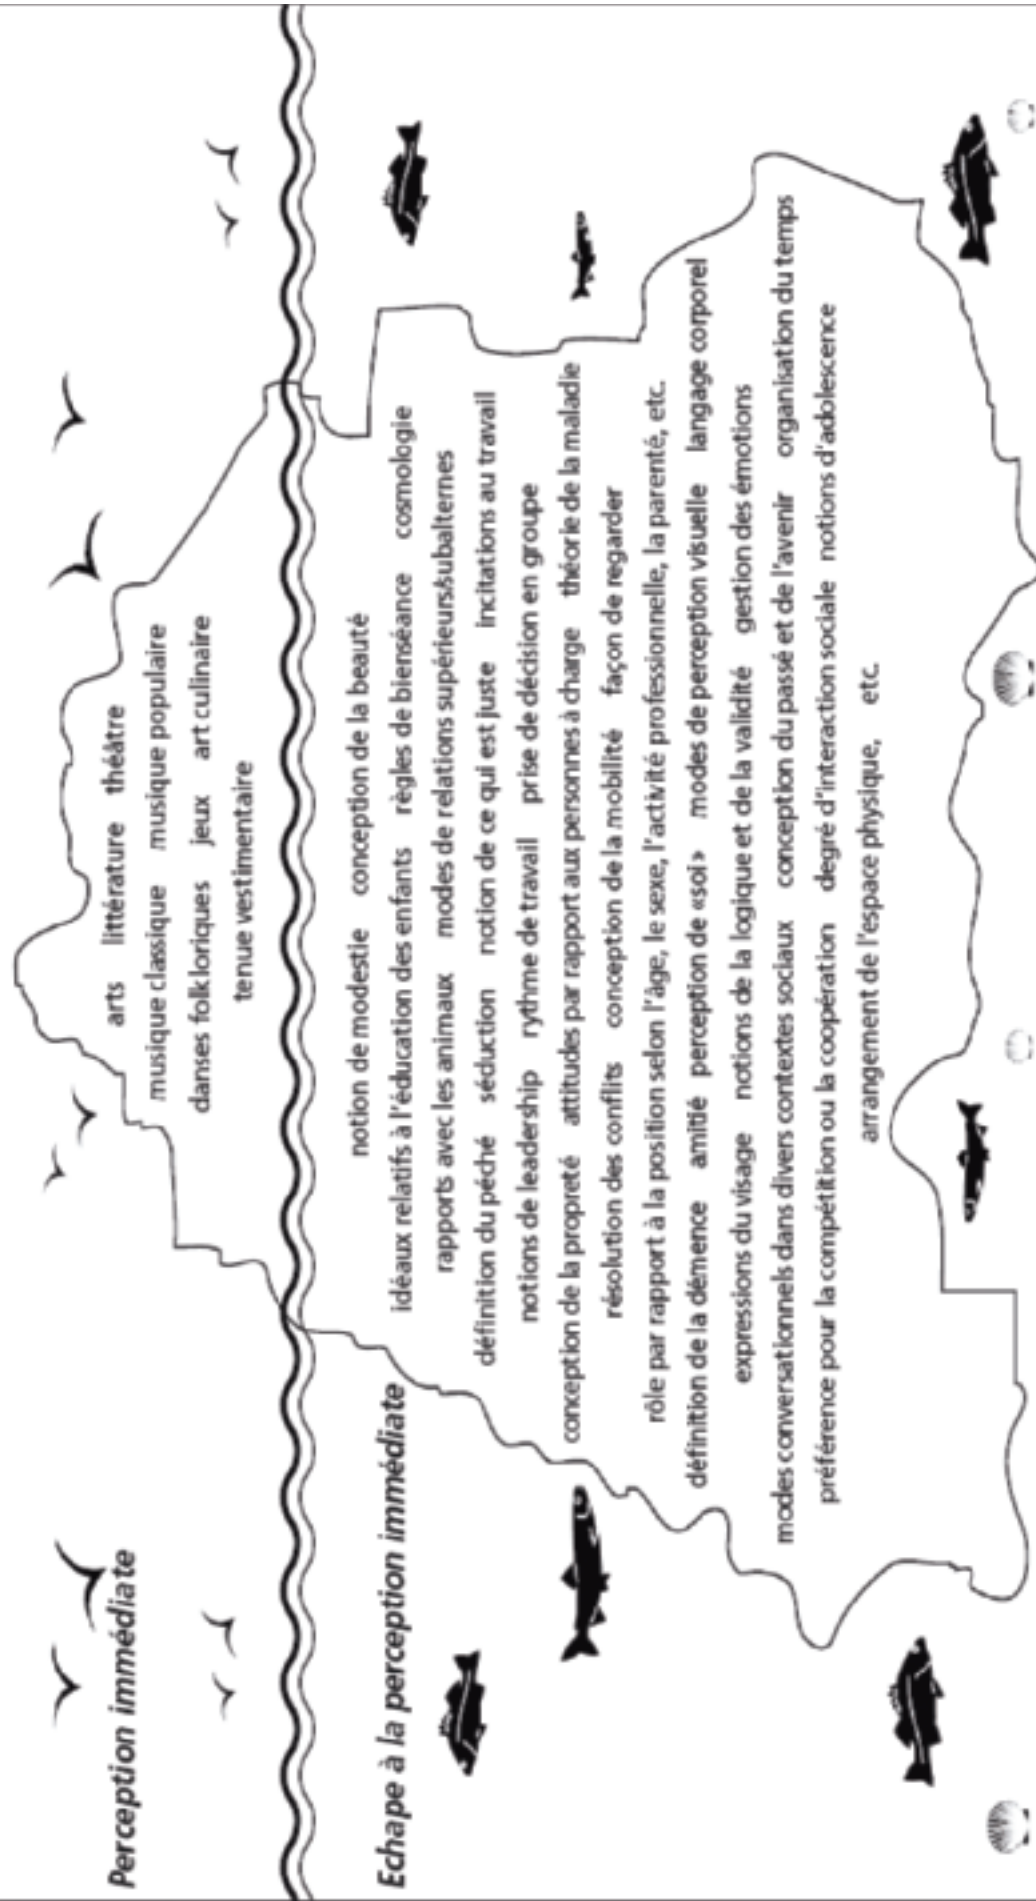 Perception immédiate
arts littérature théâtre
musique classique musique populaire
danses folkloriques jeux art culinaire
tenue vestimentaire
Echape à la perception immédiate
notion de modestie conception de la beauté
idéaux relatifs à l'éducation des enfants règles de bienséance cosmologie
rapports avec les animaux modes de relations supérieurs&subalternes
définition du péché séduction notion de ce qui est juste incitations au travail
notions de leadership rythme de travail prise de décision en groupe
conception de la propreté attitudes par rapport aux personnes à charge théorie de la maladie
résolution des conflits conception de la mobilité façon de regarder
rôle par rapport à la position selon l'âge, le sexe, l'activité professionnelle, la parenté, etc.
définition de la démence amitié perception de «soi» modes de perception visuelle langage corporel
expressions du visage notions de la logique et de la validité gestion des émotions
modes conversationnels dans divers contextes sociaux conception du passé et de l'avenir organisation du temps
préférence pour la compétition ou la coopération degré d'interaction sociale notions d'adolescence
arrangement de l'espace physique, etc.